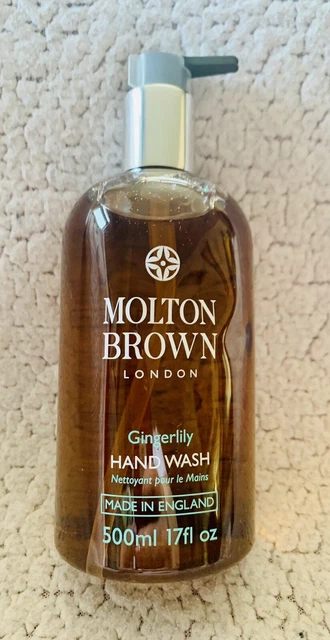 MOLTON
BROWN
LONDON
Gingerlily
HAND WASH
Nettoyant pour le Mains
MADE IN ENGLAND
500ml 17fl oz